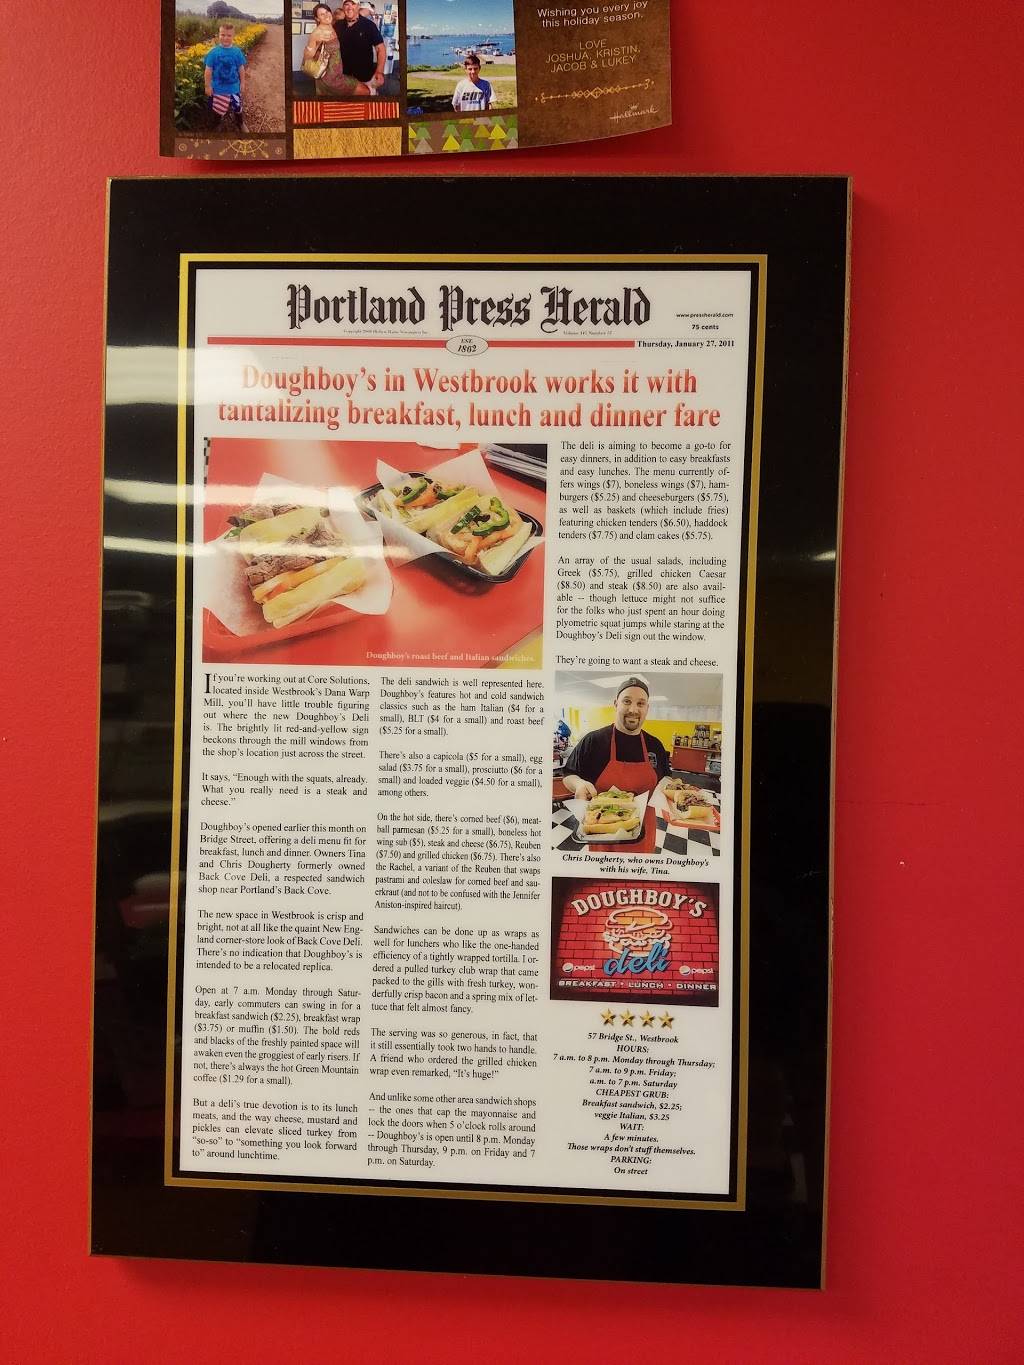 Wishing you every joy
this holiday season.
LOVE
JOSHUA, KRISTIN,
JACOB & LUKEY
Hallmark
Portland Press Herald
www.pressherald.com
75 cents
EST.
1862
Thursday, January 27, 2011
Doughboy's in Westbrook works it with
tantalizing breakfast, lunch and dinner fare
Doughboy's roast beef and Italian sandwiches.
If you're working out at Core Solutions,
located inside Westbrook's Dana Warp
Mill, you'll have little trouble figuring
out where the new Doughboy's Deli
is. The brightly lit red-and-yellow sign
beckons through the mill windows from
the shop's location just across the street.
It says, "Enough with the squats, already.
What you really need is a steak and
cheese."
Doughboy's opened earlier this month on
Bridge Street, offering a deli menu fit for
breakfast, lunch and dinner. Owners Tina
and Chris Dougherty formerly owned
Back Cove Deli, a respected sandwich
shop near Portland's Back Cove.
The new space in Westbrook is crisp and
bright, not at all like the quaint New Eng-
land corner-store look of Back Cove Deli.
There's no indication that Doughboy's is
intended to be a relocated replica.
Open at 7 a.m. Monday through Satur-
day, early commuters can swing in for a
breakfast sandwich ($2.25), breakfast wrap
($3.75) or muffin ($1.50). The bold reds
and blacks of the freshly painted space will
awaken even the groggiest of early risers. If
not, there's always the hot Green Mountain
coffee ($1.29 for a small).
But a deli's true devotion is to its lunch
meats, and the way cheese, mustard and
pickles can elevate sliced turkey from
"so-so" to "something you look forward
to" around lunchtime.
The deli sandwich is well represented here.
Doughboy's features hot and cold sandwich
classics such as the ham Italian ($4 for a
small), BLT ($4 for a small) and roast beef
($5.25 for a small).
There's also a capicola ($5 for a small), egg
salad ($3.75 for a small), prosciutto ($6 for a
small) and loaded veggie ($4.50 for a small),
among others.
On the hot side, there's corned beef ($6), meat-
ball parmesan ($5.25 for a small), boneless hot
wing sub ($5), steak and cheese ($6.75), Reuben
($7.50) and grilled chicken ($6.75). There's also
the Rachel, a variant of the Reuben that swaps
pastrami and coleslaw for corned beef and sau-
erkraut (and not to be confused with the Jennifer
Aniston-inspired haircut).
Sandwiches can be done up as wraps as
well for lunchers who like the one-handed
efficiency of a tightly wrapped tortilla. I or-
dered a pulled turkey club wrap that came
packed to the gills with fresh turkey, won-
derfully crisp bacon and a spring mix of let-
tuce that felt almost fancy.
The serving was so generous, in fact, that
it still essentially took two hands to handle.
A friend who ordered the grilled chicken
wrap even remarked, "It's huge!"
And unlike some other area sandwich shops
-- the ones that cap the mayonnaise and
lock the doors when 5 o'clock rolls around
-- Doughboy's is open until 8 p.m. Monday
through Thursday, 9 p.m. on Friday and 7
p.m. on Saturday.
The deli is aiming to become a go-to for
easy dinners, in addition to easy breakfasts
and easy lunches. The menu currently of-
fers wings ($7), boneless wings ($7), ham-
burgers ($5.25) and cheeseburgers ($5.75),
as well as baskets (which include fries)
featuring chicken tenders ($6.50), haddock
tenders ($7.75) and clam cakes ($5.75).
An array of the usual salads, including
Greek ($5.75), grilled chicken Caesar
($8.50) and steak ($8.50) are also avail-
able -- though lettuce might not suffice
for the folks who just spent an hour doing
plyometric squat jumps while staring at the
Doughboy's Deli sign out the window.
They're going to want a steak and cheese.
Chris Dougherty, who owns Doughboy's
with his wife, Tina.
DOUGHBOY'S
deli
pepsi pepsi
BREAKFAST • LUNCH • DINNER
57 Bridge St., Westbrook
HOURS:
7 a.m. to 8 p.m. Monday through Thursday;
7 a.m. to 9 p.m. Friday;
a.m. to 7 p.m. Saturday
CHEAPEST GRUB:
Breakfast sandwich, $2.25;
veggie Italian, $3.25
WAIT:
A few minutes.
Those wraps don't stuff themselves.
PARKING:
On street